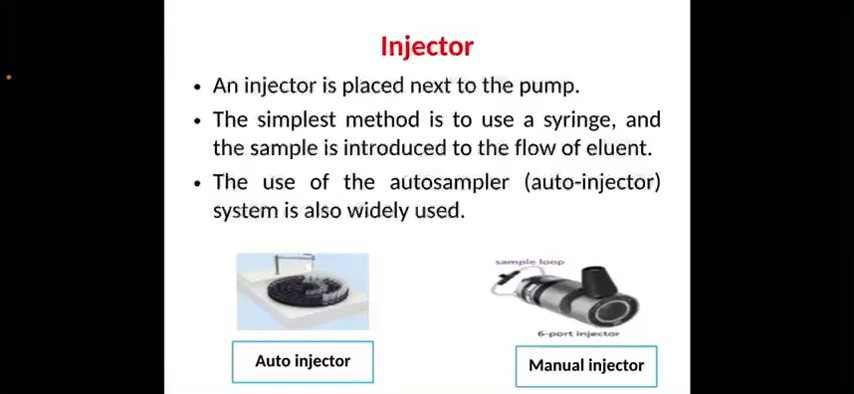 Injector
• An injector is placed next to the pump.
• The simplest method is to use a syringe, and
the sample is introduced to the flow of eluent.
• The use of the autosampler (auto-injector)
system is also widely used.
sample loop
6-port injector
Auto injector
Manual injector